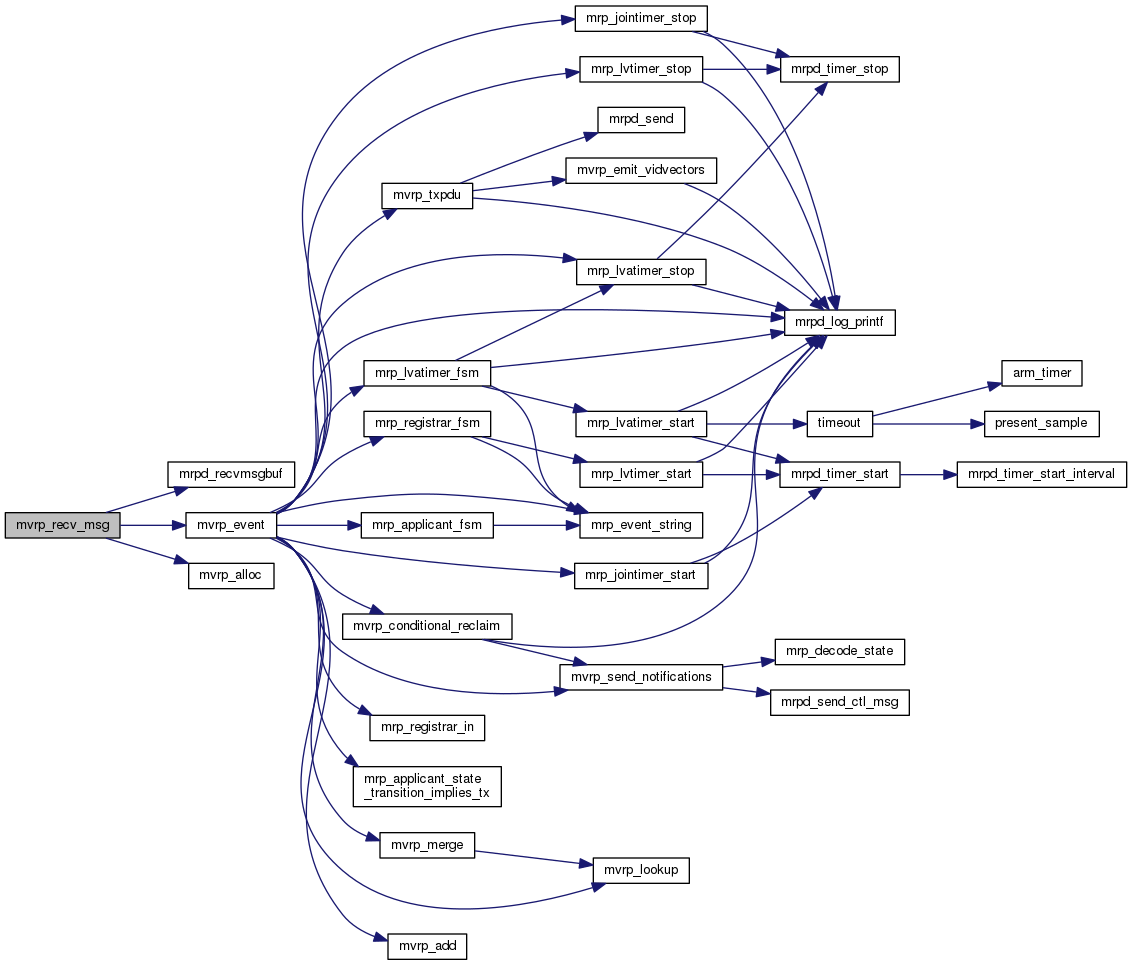 mrp_jointimer_stop
mrp_lvtimer_stop
mrpd_timer_stop
mrpd_send
mvrp_emit_vidvectors
mvrp_txpdu
mrp_lvatimer_stop
mrpd_log_printf
mrp_lvatimer_fsm
arm_timer
mrp_registrar_fsm
mrp_lvatimer_start
timeout
present_sample
mrpd_recvmsgbuf
mrp_lvtimer_start
mrpd_timer_start
mrpd_timer_start_interval
mvrp_recv_msg
mvrp_event
mrp_applicant_fsm
mrp_event_string
mvrp_alloc
mrp_jointimer_start
mvrp_conditional_reclaim
mrp_decode_state
mvrp_send_notifications
mrpd_send_ctl_msg
mrp_registrar_in
mrp_applicant_state
_transition_implies_tx
mvrp_merge
mvrp_lookup
mvrp_add